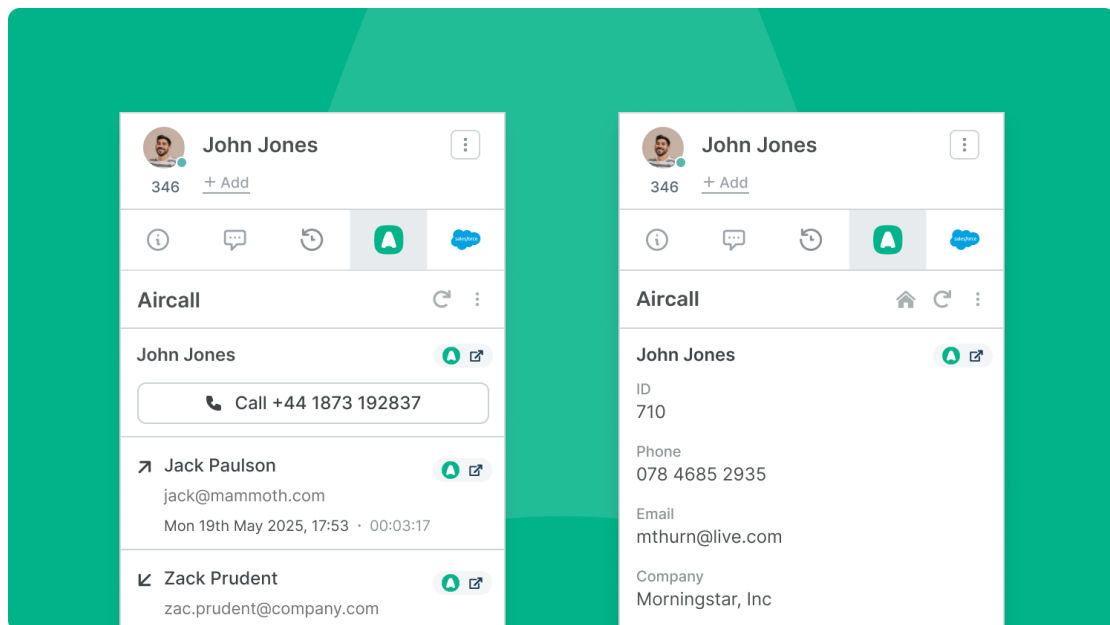 John Jones
346
+ Add
salesforce
Aircall
John Jones
Call +44 1873 192837
Jack Paulson
jack@mammoth.com
Mon 19th May 2025, 17:53 · 00:03:17
Zack Prudent
zac.prudent@company.com
John Jones
346
+ Add
salesforce
Aircall
John Jones
ID
710
Phone
078 4685 2935
Email
mthurn@live.com
Company
Morningstar, Inc